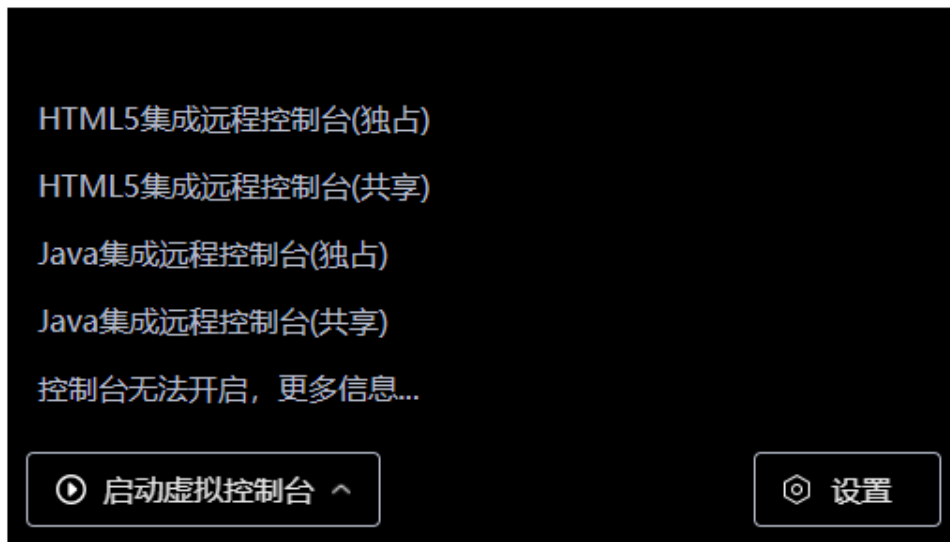 HTML5集成远程控制台(独占)
HTML5集成远程控制台(共享)
Java集成远程控制台(独占)
Java集成远程控制台(共享)
控制台无法开启，更多信息...
启动虚拟控制台
设置